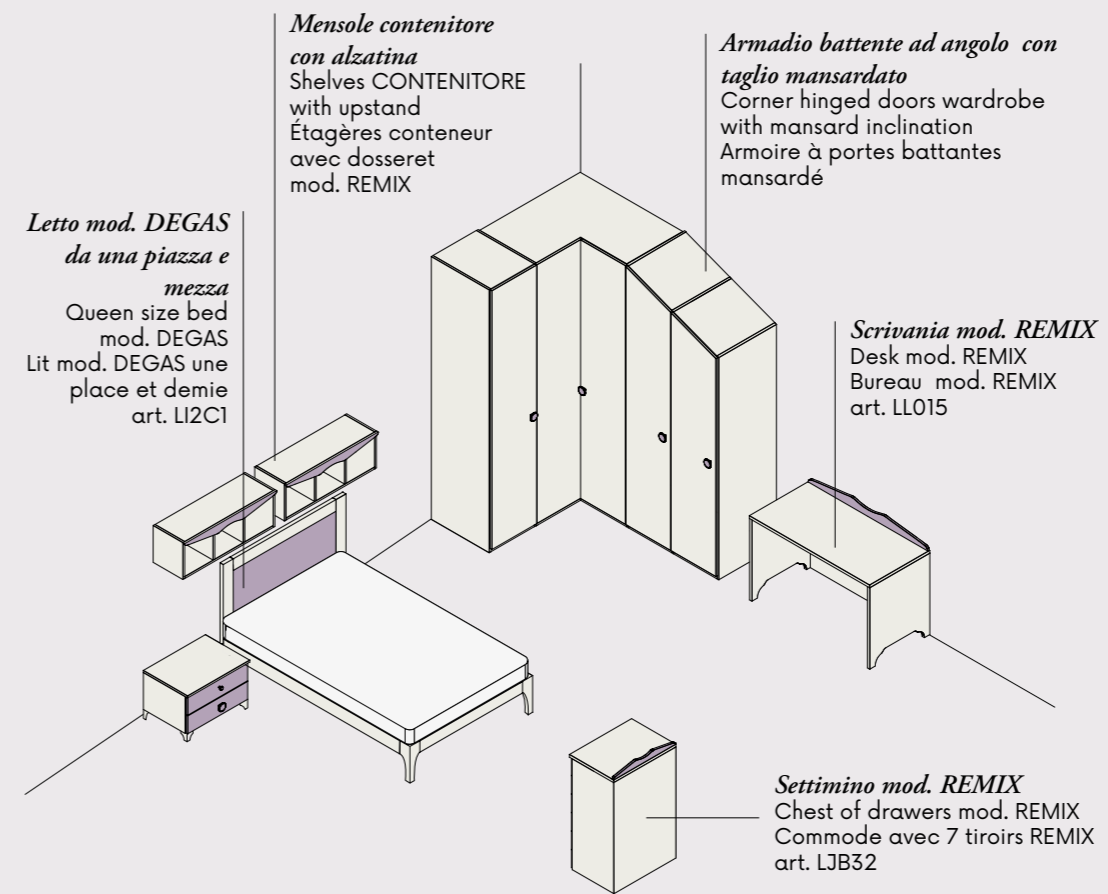 Mensole contenitore
con alzatina
Shelves CONTENITORE
with upstand
Étagères conteneur
avec dosseret
mod. REMIX
Armadio battente ad angolo con
taglio mansardato
Corner hinged doors wardrobe
with mansard inclination
Armoire à portes battantes
mansardé
Letto mod. DEGAS
da una piazza e
mezza
Queen size bed
mod. DEGAS
Lit mod. DEGAS une
place et demie
art. LI2C1
Scrivania mod. REMIX
Desk mod. REMIX
Bureau mod. REMIX
art. LL015
Settimino mod. REMIX
Chest of drawers mod. REMIX
Commode avec 7 tiroirs REMIX
art. LJB32